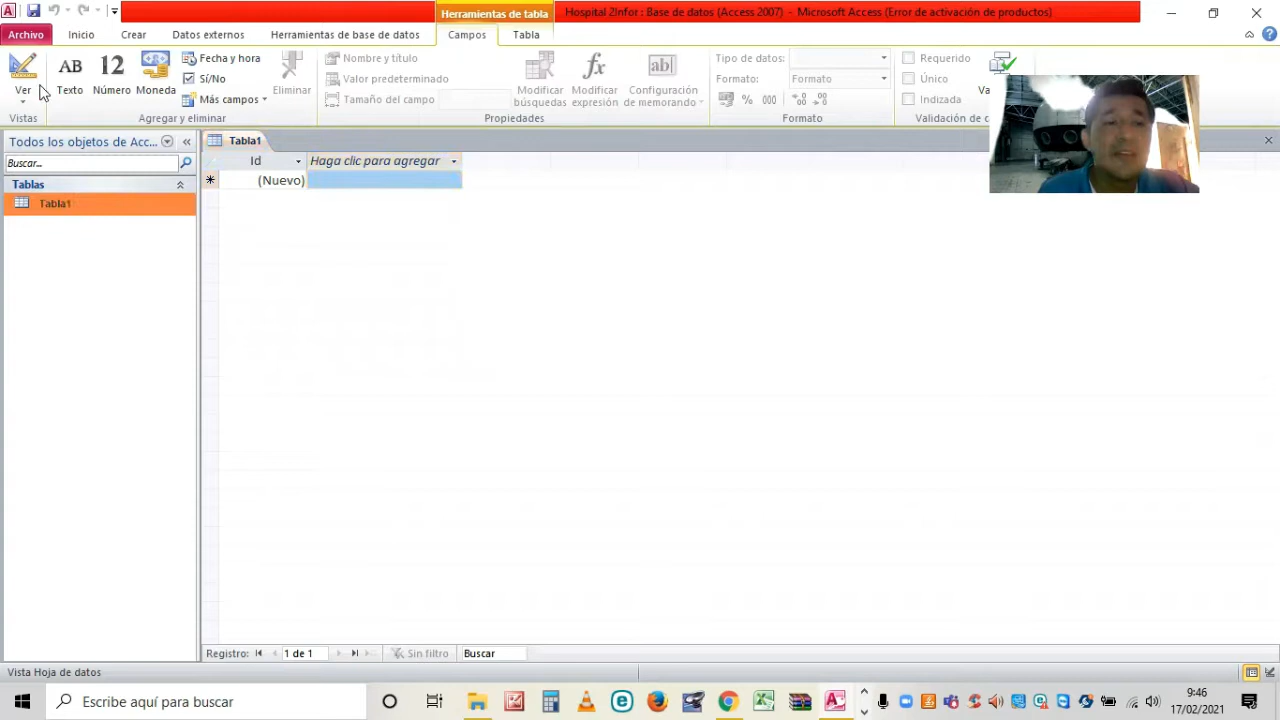 Herramientas de tabla
Hospital 2Infor : Base de datos (Access 2007) - Microsoft Access (Error de activación de productos)
Archivo Inicio Crear Datos externos Herramientas de base de datos Campos Tabla
Ver
AB
Texto
12
Número
Moneda
Fecha y hora
Sí/No
Más campos
Eliminar
Nombre y título
Valor predeterminado
Tamaño del campo
Modificar
búsquedas
fx
Modificar
expresión
ab|
Configuración
de memorando
Tipo de datos:
Formato: Formato
% 000
Requerido
Único
Indizada
Vistas Agregar y eliminar Propiedades Formato Validación de c
Todos los objetos de Acc... «
Buscar...
Tablas
Tabla1
Tabla1
Id Haga clic para agregar
(Nuevo)
Registro: 1 de 1 Sin filtro Buscar
Vista Hoja de datos
Escribe aquí para buscar
9:46
17/02/2021